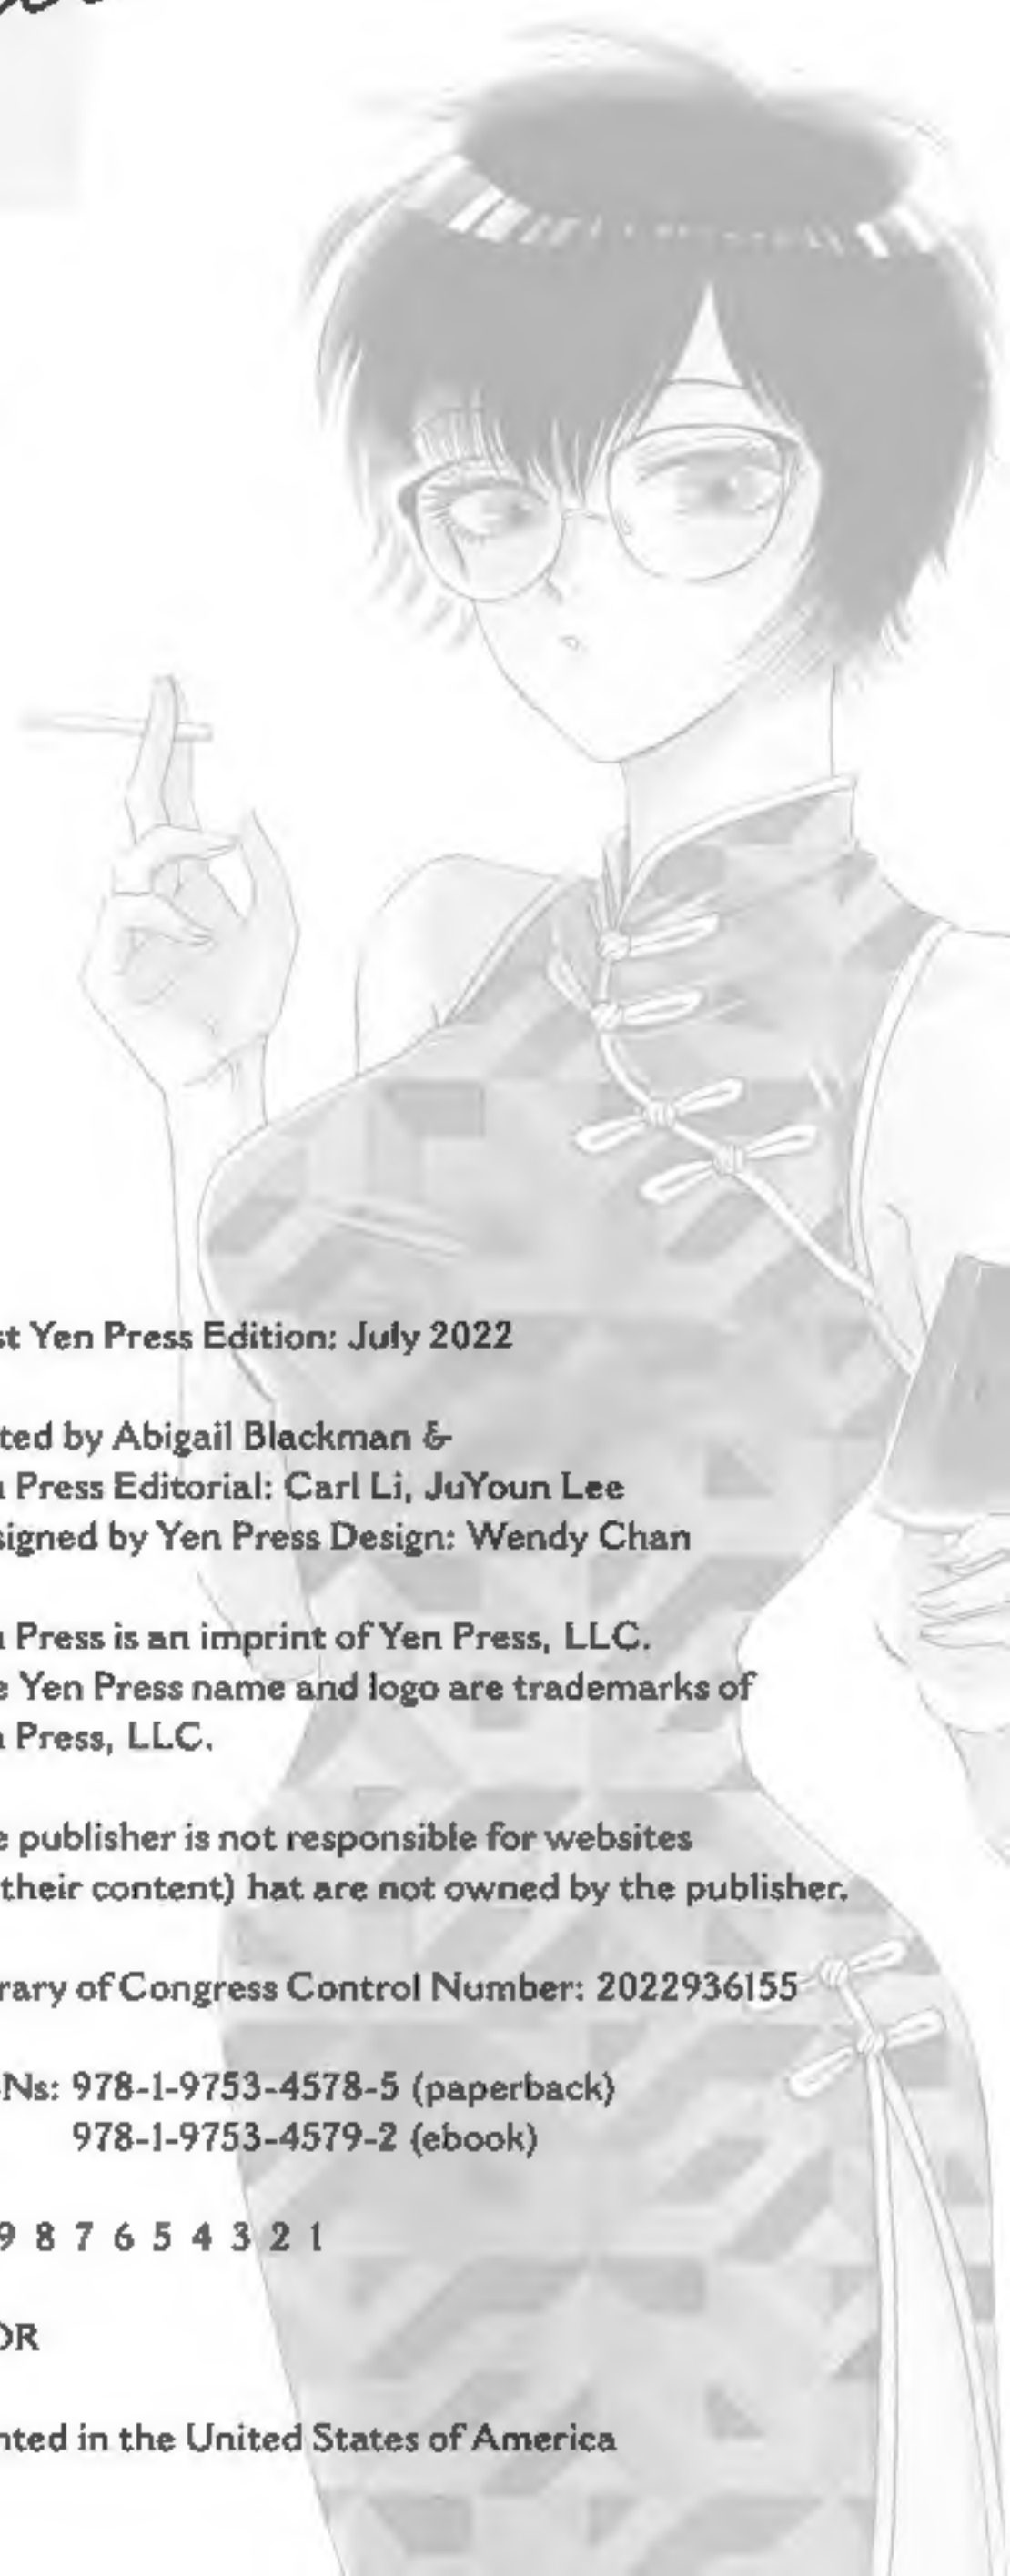 st Yen Press Edition: July 2022
ted by Abigail Blackman &
n Press Editorial: Carl Li, JuYoun Lee
signed by Yen Press Design: Wendy Chan
n Press is an imprint of Yen Press, LLC.
e Yen Press name and logo are trademarks of
n Press, LLC.
e publisher is not responsible for websites
their content) hat are not owned by the publisher.
rary of Congress Control Number: 2022936155
Ns: 978-1-9753-4578-5 (paperback)
978-1-9753-4579-2 (ebook)
9 8 7 6 5 4 3 2 1
OR
nted in the United States of America